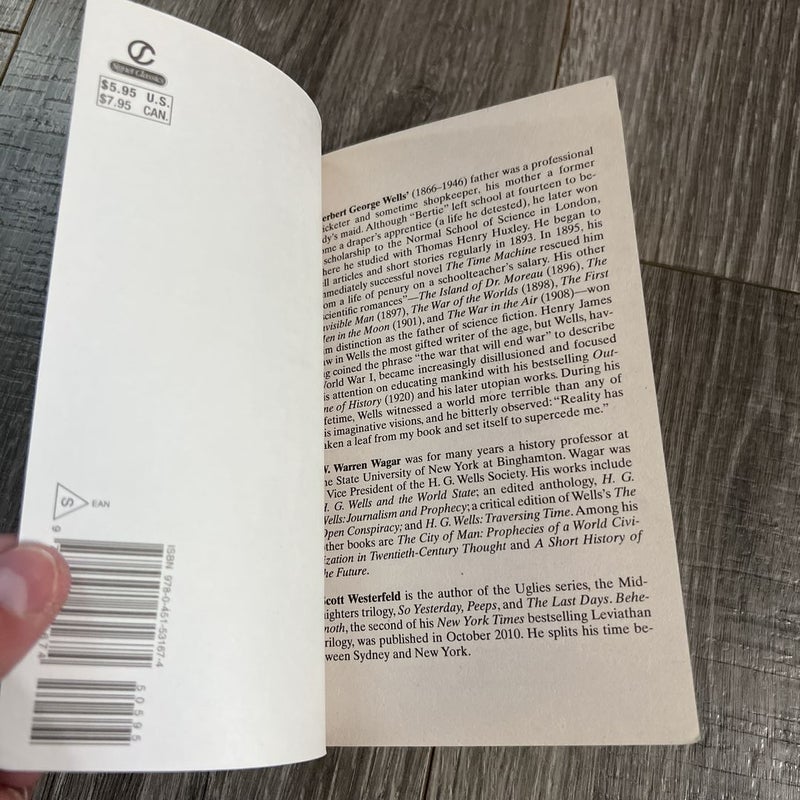 Signet Classics
$5.95 U.S.
$7.95 CAN.
S
EAN
9
ISBN 978-0-451-53167-4
50595
erbert George Wells' (1866–1946) father was a professional
icketer and sometime shopkeeper, his mother a former
dy's maid. Although "Bertie" left school at fourteen to be-
me a draper's apprentice (a life he detested), he later won
scholarship to the Normal School of Science in London,
here he studied with Thomas Henry Huxley. He began to
ll articles and short stories regularly in 1893. In 1895, his
mmediately successful novel The Time Machine rescued him
om a life of penury on a schoolteacher's salary. His other
scientific romances"—The Island of Dr. Moreau (1896), The
nvisible Man (1897), The War of the Worlds (1898), The First
Men in the Moon (1901), and The War in the Air (1908)—won
m distinction as the father of science fiction. Henry James
w in Wells the most gifted writer of the age, but Wells, hav-
g coined the phrase "the war that will end war" to describe
World War I, became increasingly disillusioned and focused
is attention on educating mankind with his bestselling Out-
ne of History (1920) and his later utopian works. During his
fetime, Wells witnessed a world more terrible than any of
is imaginative visions, and he bitterly observed: "Reality has
aken a leaf from my book and set itself to supercede me."
W. Warren Wagar was for many years a history professor at
he State University of New York at Binghamton. Wagar was
Vice President of the H. G. Wells Society. His works include
H. G. Wells and the World State; an edited anthology, H. G.
Wells: Journalism and Prophecy; a critical edition of Wells's The
Open Conspiracy; and H. G. Wells: Traversing Time. Among his
other books are The City of Man: Prophecies of a World Civi-
lization in Twentieth-Century Thought and A Short History of
the Future.
Scott Westerfeld is the author of the Uglies series, the Mid-
nighters trilogy, So Yesterday, Peeps, and The Last Days. Behe-
moth, the second of his New York Times bestselling Leviathan
trilogy, was published in October 2010. He splits his time be-
tween Sydney and New York.